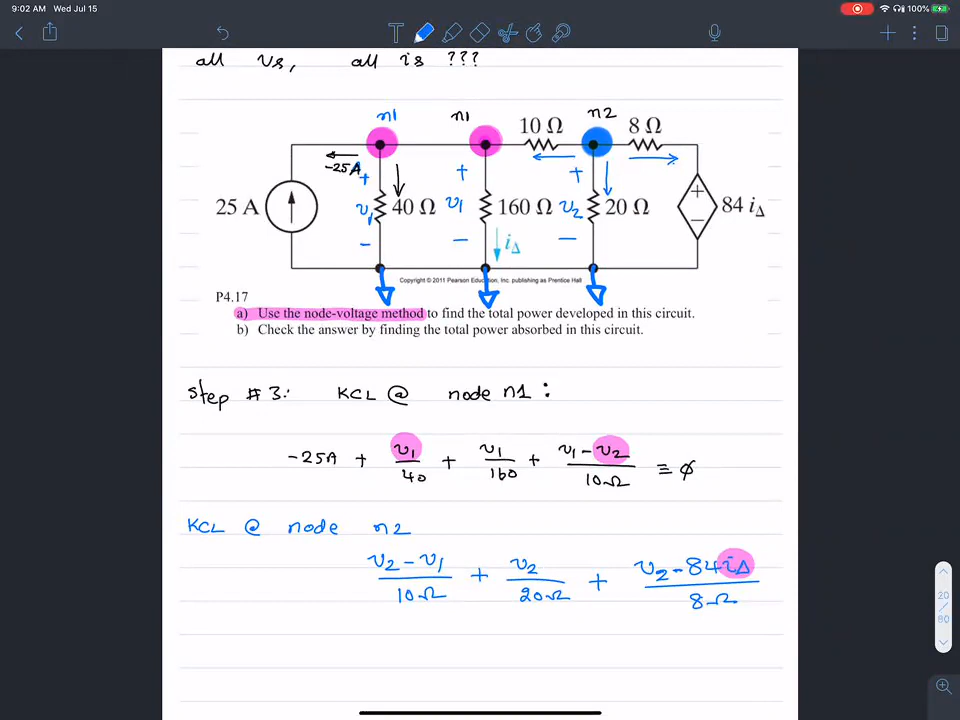 9:02 AM Wed Jul 15
100%
all vs, all is ???
n1 n1 n2
10 Ω 8 Ω
-25A
+ + +
25 A v1 40 Ω v1 160 Ω v2 20 Ω + − 84 iΔ
− − iΔ −
Copyright © 2011 Pearson Education, Inc. publishing as Prentice Hall
P4.17
a) Use the node-voltage method to find the total power developed in this circuit.
b) Check the answer by finding the total power absorbed in this circuit.
step #3: KCL @ node n1:
-25A + v1/40 + v1/160 + (v1-v2)/10Ω = ∅
KCL @ node n2
(v2-v1)/10Ω + v2/20Ω + (v2-84iΔ)/8Ω
20
/
80